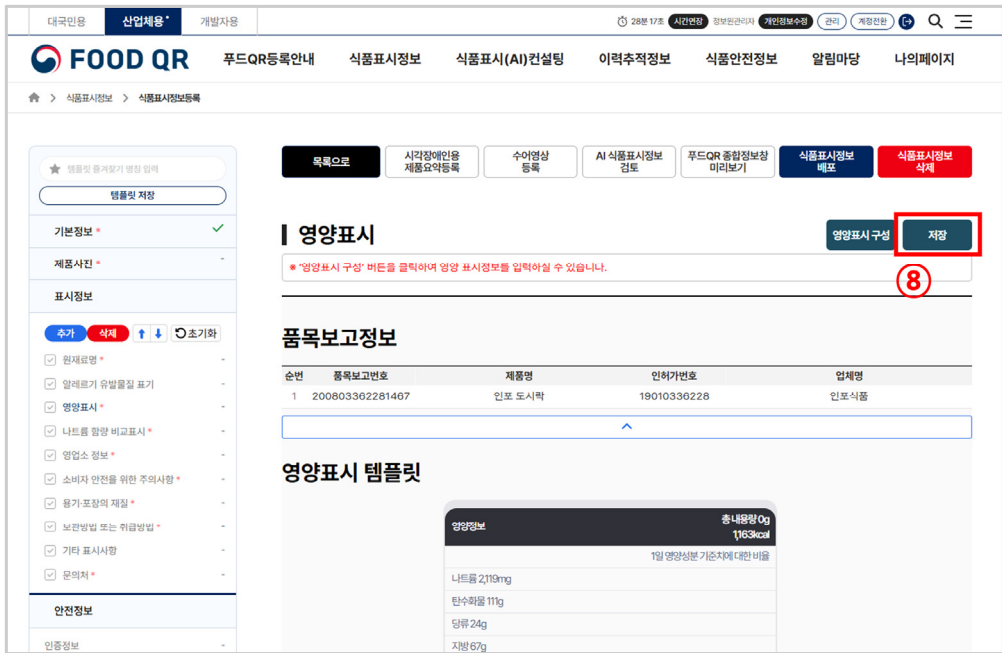 대국민용 산업체용 개발자용 28분 17초 시간연장 정보원관리자 개인정보수정 관리 계정전환
FOOD QR 푸드QR등록안내 식품표시정보 식품표시(AI)컨설팅 이력추적정보 식품안전정보 알림마당 나의페이지
> 식품표시정보 > 식품표시정보등록
템플릿 즐겨찾기 명칭 입력
템플릿 저장
기본정보 *
제품사진 * -
표시정보
추가 삭제 초기화
원재료명 * -
알레르기 유발물질 표기 -
영양표시 * -
나트륨 함량 비교표시 * -
영업소 정보 * -
소비자 안전을 위한 주의사항 * -
용기·포장의 재질 * -
보관방법 또는 취급방법 * -
기타 표시사항 -
문의처 * -
안전정보
인증정보 -
목록으로
시각장애인용
제품요약등록
수어영상
등록
AI 식품표시정보
검토
푸드QR 종합정보창
미리보기
식품표시정보
배포
식품표시정보
삭제
영양표시 영양표시 구성 저장
⑧
※ '영양표시 구성' 버튼을 클릭하여 영양 표시정보를 입력하실 수 있습니다.
품목보고정보
순번 품목보고번호 제품명 인허가번호 업체명
1 200803362281467 인포 도시락 19010336228 인포식품
영양표시 템플릿
영양정보 총 내용량 0g
1,163kcal
1일 영양성분 기준치에 대한 비율
나트륨 2,119mg
탄수화물 111g
당류 24g
지방 67g